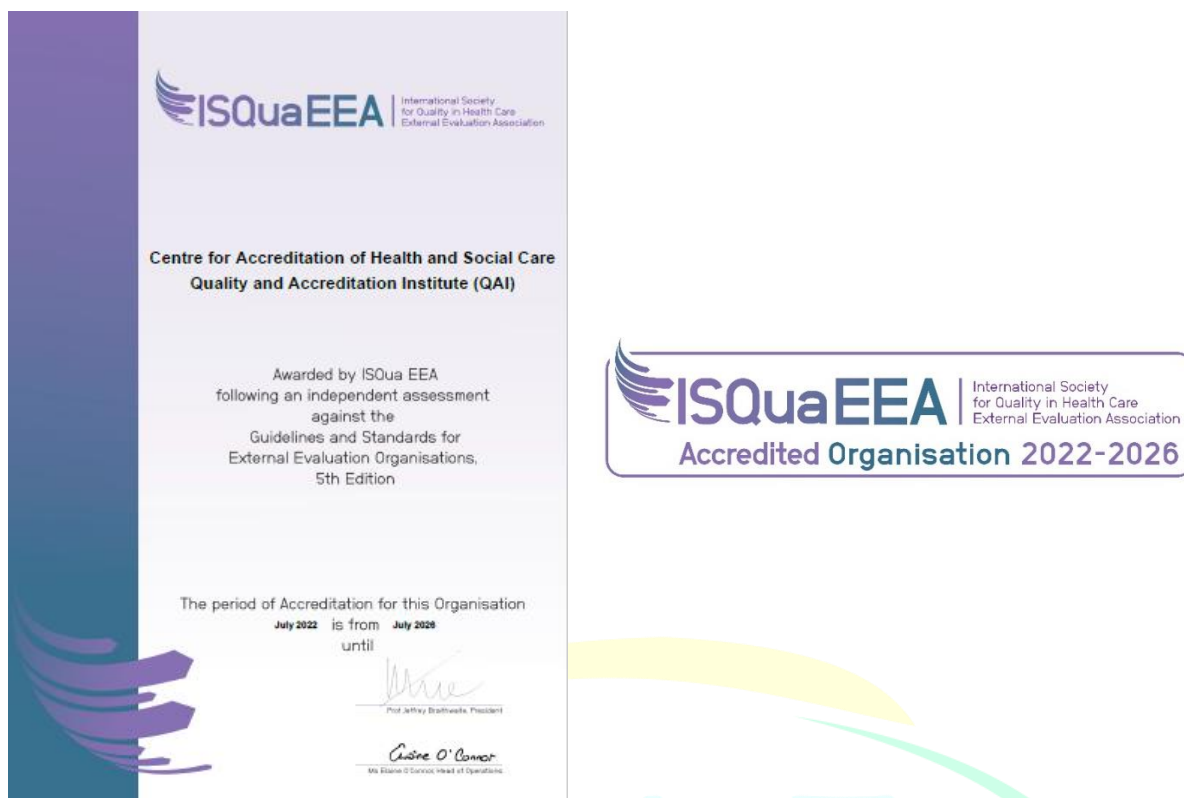 ISQuaEEA
International Society
for Quality in Health Care
External Evaluation Association
Centre for Accreditation of Health and Social Care
Quality and Accreditation Institute (QAI)
Awarded by ISQua EEA
following an independent assessment
against the
Guidelines and Standards for
External Evaluation Organisations,
5th Edition
The period of Accreditation for this Organisation
July 2022 is from July 2026
until
Prof Jeffrey Braithwaite, President
Elaine O'Connor
Ms Elaine O'Connor, Head of Operations
ISQuaEEA
International Society
for Quality in Health Care
External Evaluation Association
Accredited Organisation 2022-2026